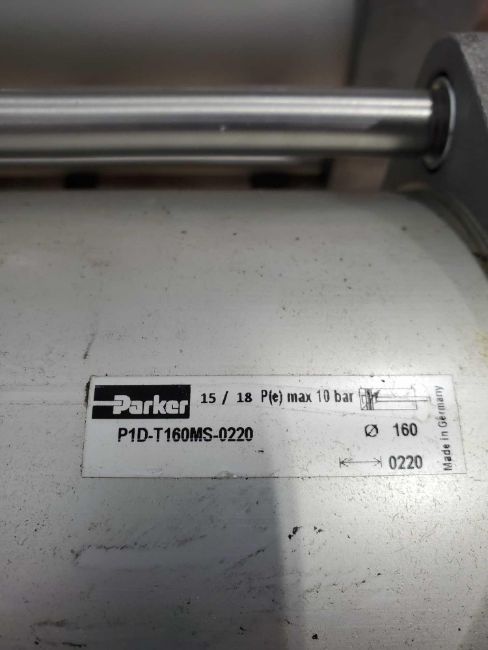 Parker 15 / 18 P(e) max 10 bar
P1D-T160MS-0220
Ø 160
0220
Made in Germany